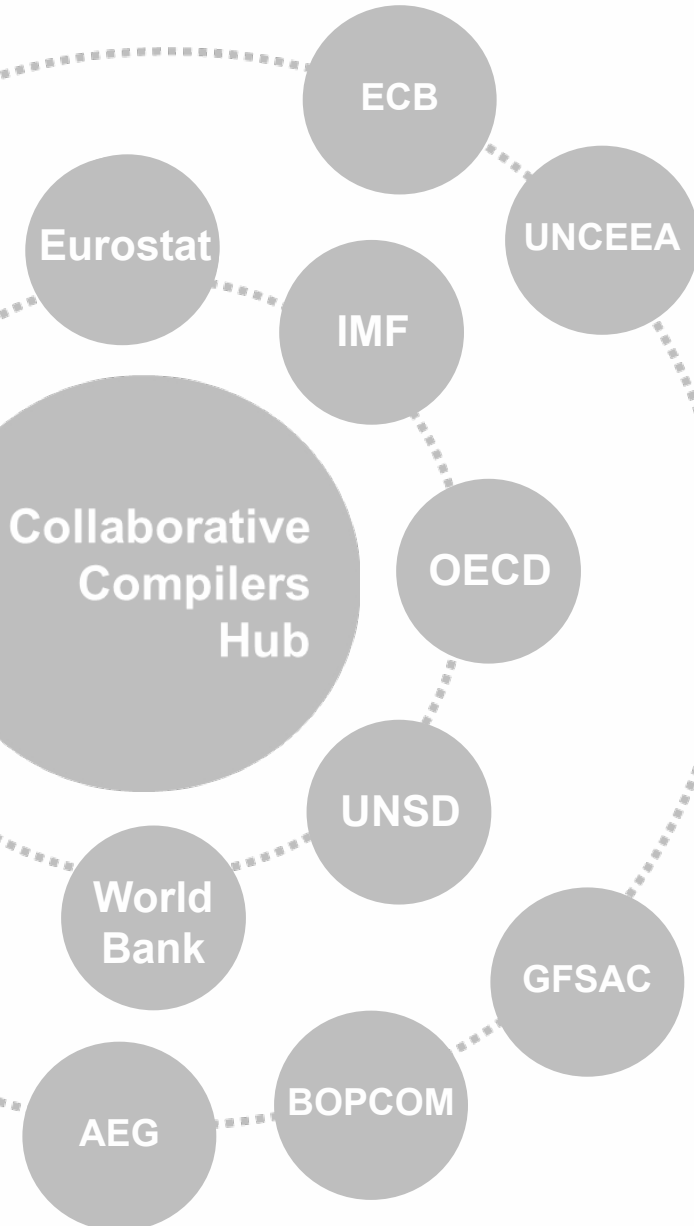 ECB
UNCEEA
Eurostat
IMF
Collaborative
Compilers
Hub
OECD
UNSD
World
Bank
GFSAC
BOPCOM
AEG